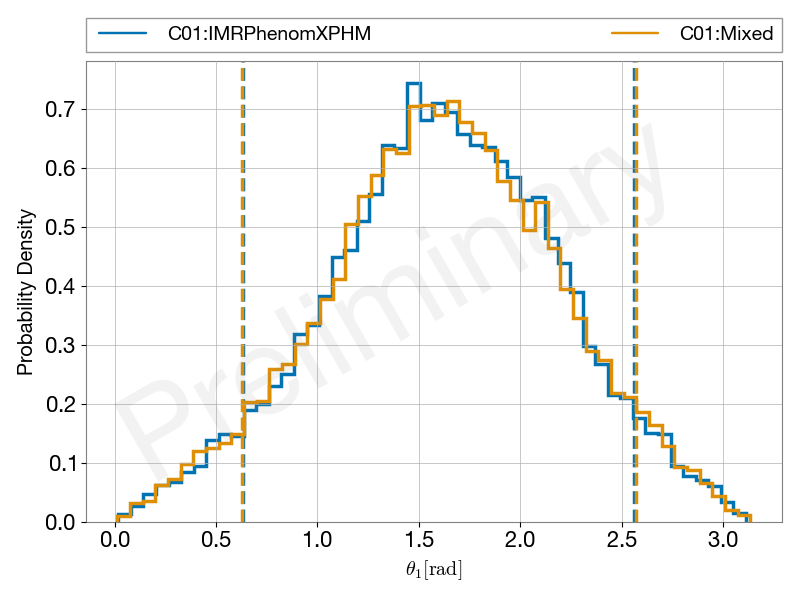 C01:IMRPhenomXPHM C01:Mixed
Probability Density
0.7
0.6
0.5
0.4
0.3
0.2
0.1
0.0
Preliminary
0.0 0.5 1.0 1.5 2.0 2.5 3.0
θ₁[rad]